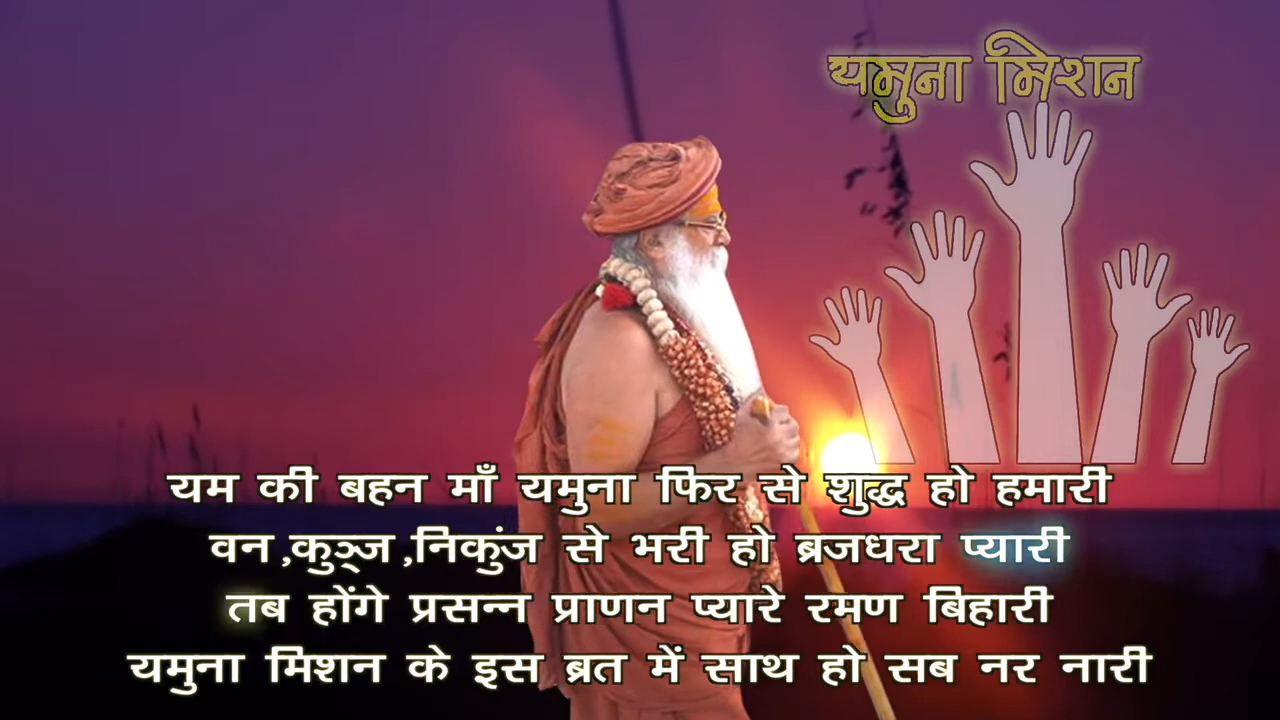 यमुना मिशन
यम की बहन माँ यमुना फिर से शुद्ध हो हमारी
वन ,कुञ्ज ,निकुंज से भरी हो ब्रजधरा प्यारी
तब होंगे प्रसन्न प्राणन प्यारे रमण बिहारी
यमुना मिशन के इस ब्रत में साथ हो सब नर नारी